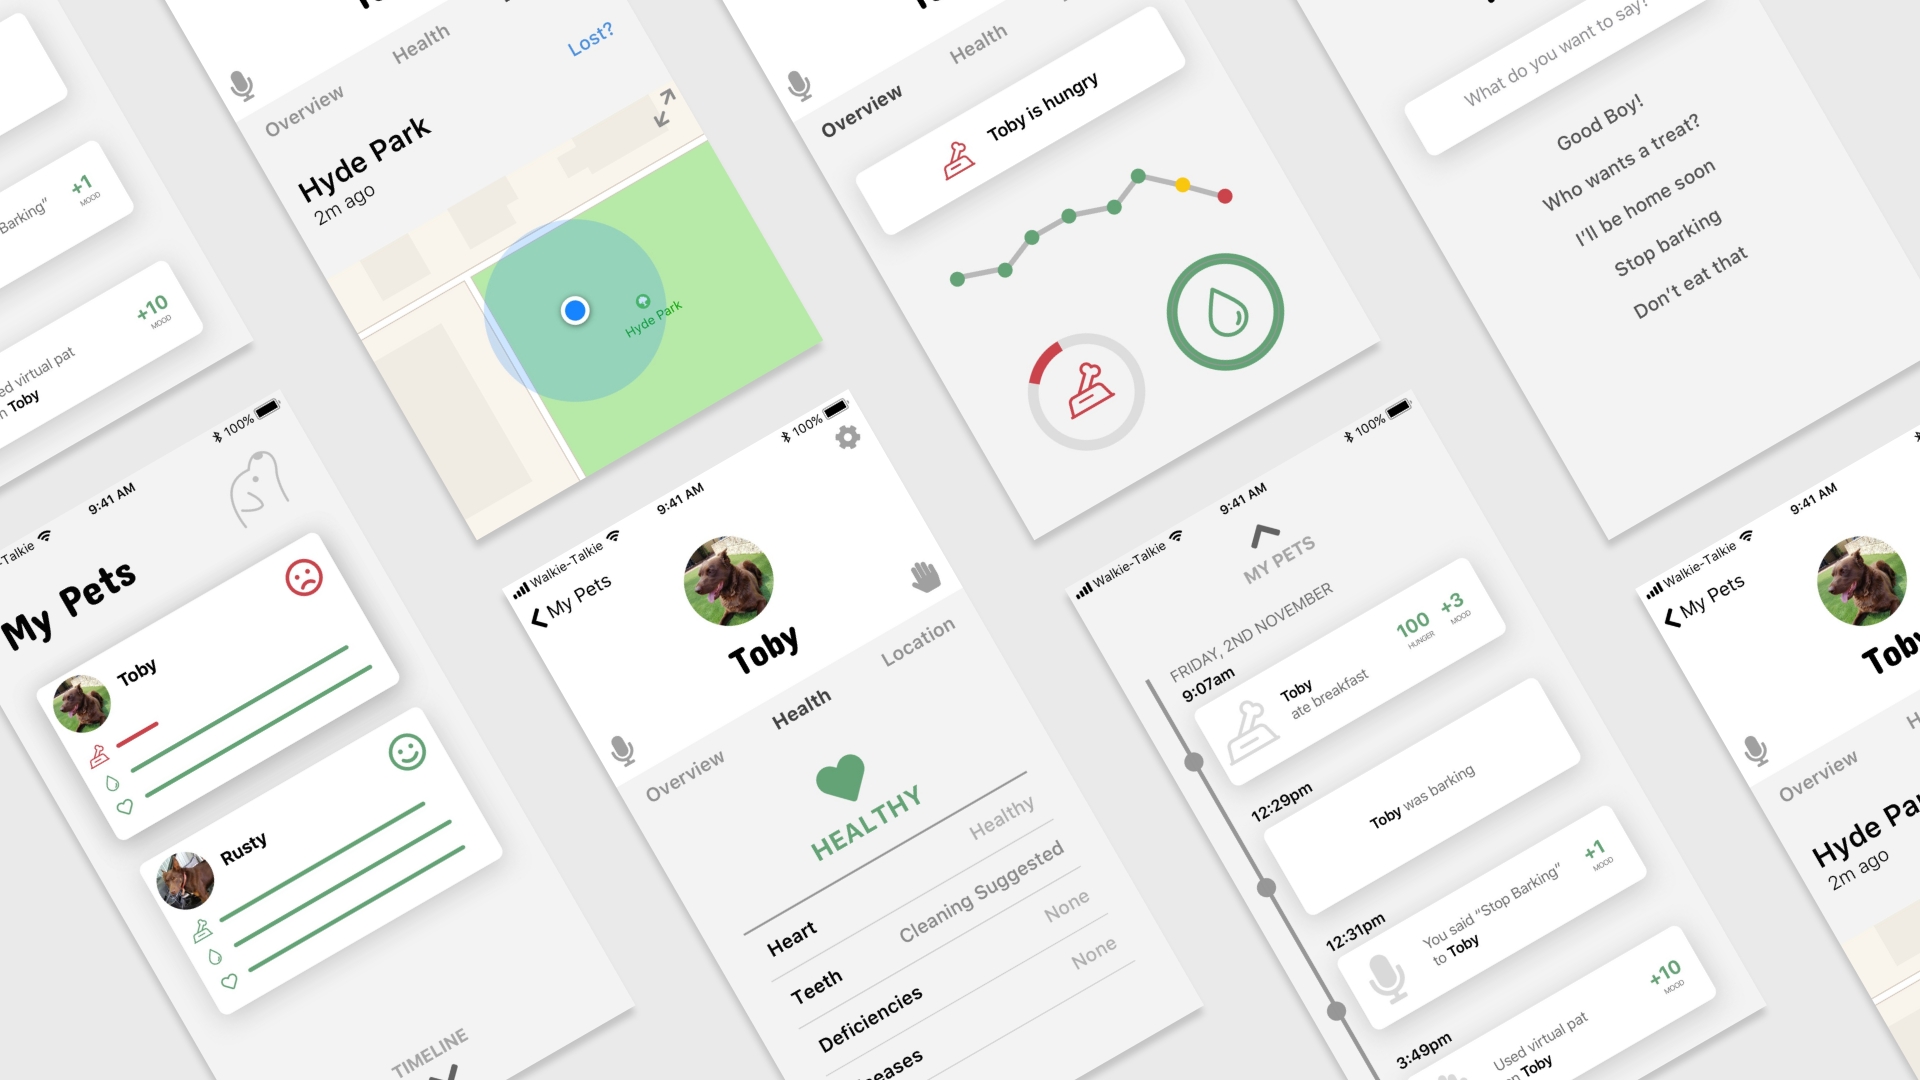 Barking”
+1
MOOD
+10
MOOD
ed virtual pat
n Toby
Health
Lost?
Overview
Hyde Park
2m ago
Hyde Park
Health
Overview
Toby is hungry
What do you want to say?
Good Boy!
Who wants a treat?
I’ll be home soon
Stop barking
Don’t eat that
-Talkie
9:41 AM
100%
My Pets
Toby
Rusty
TIMELINE
Walkie-Talkie
9:41 AM
100%
My Pets
Toby
Overview
Health
Location
HEALTHY
Heart
Healthy
Teeth
Cleaning Suggested
Deficiencies
None
eases
None
Walkie-Talkie
9:41 AM
100%
MY PETS
FRIDAY, 2ND NOVEMBER
9:07am
Toby
ate breakfast
100
HUNGER
+3
MOOD
12:29pm
Toby was barking
12:31pm
You said “Stop Barking”
to Toby
+1
MOOD
3:49pm
Used virtual pat
on Toby
+10
MOOD
Walkie-Talkie
9:41 AM
My Pets
Toby
Overview
H
Hyde Pa
2m ago